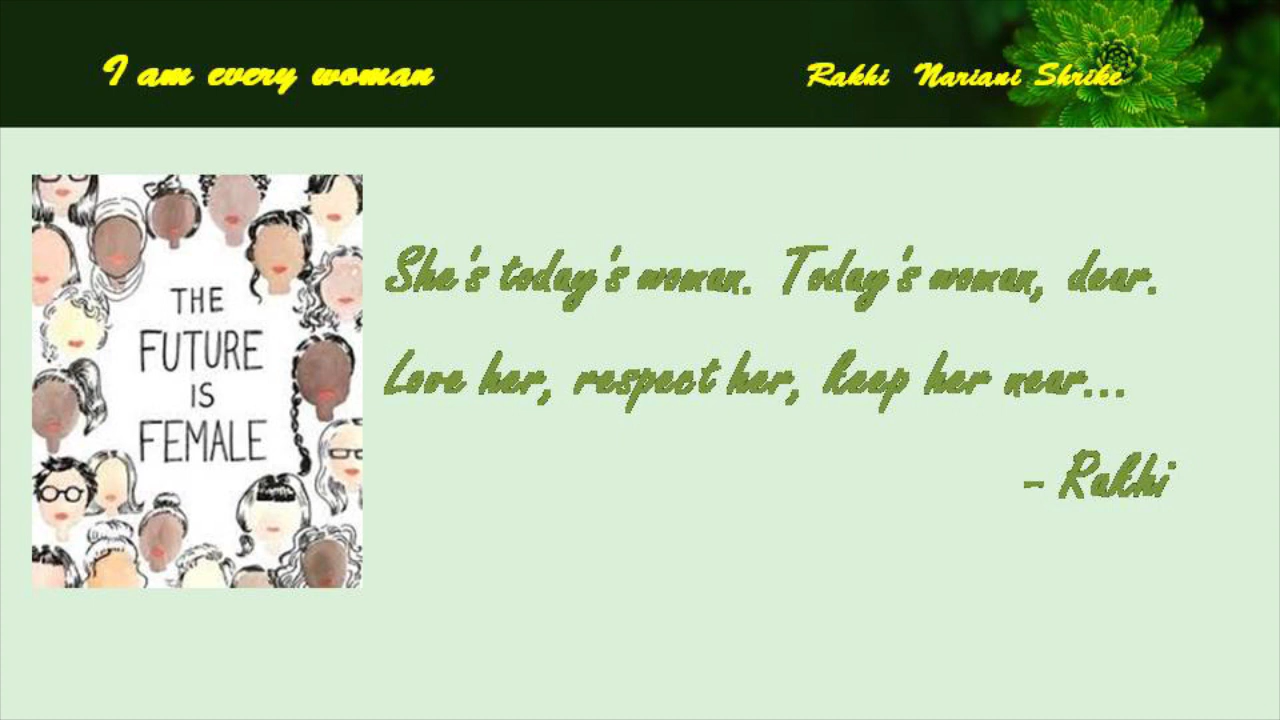 I am every woman
Rakhi Nariani Shirke
THE
FUTURE
IS
FEMALE
She's today's woman. Today's woman, dear.
Love her, respect her, keep her near...
- Rakhi